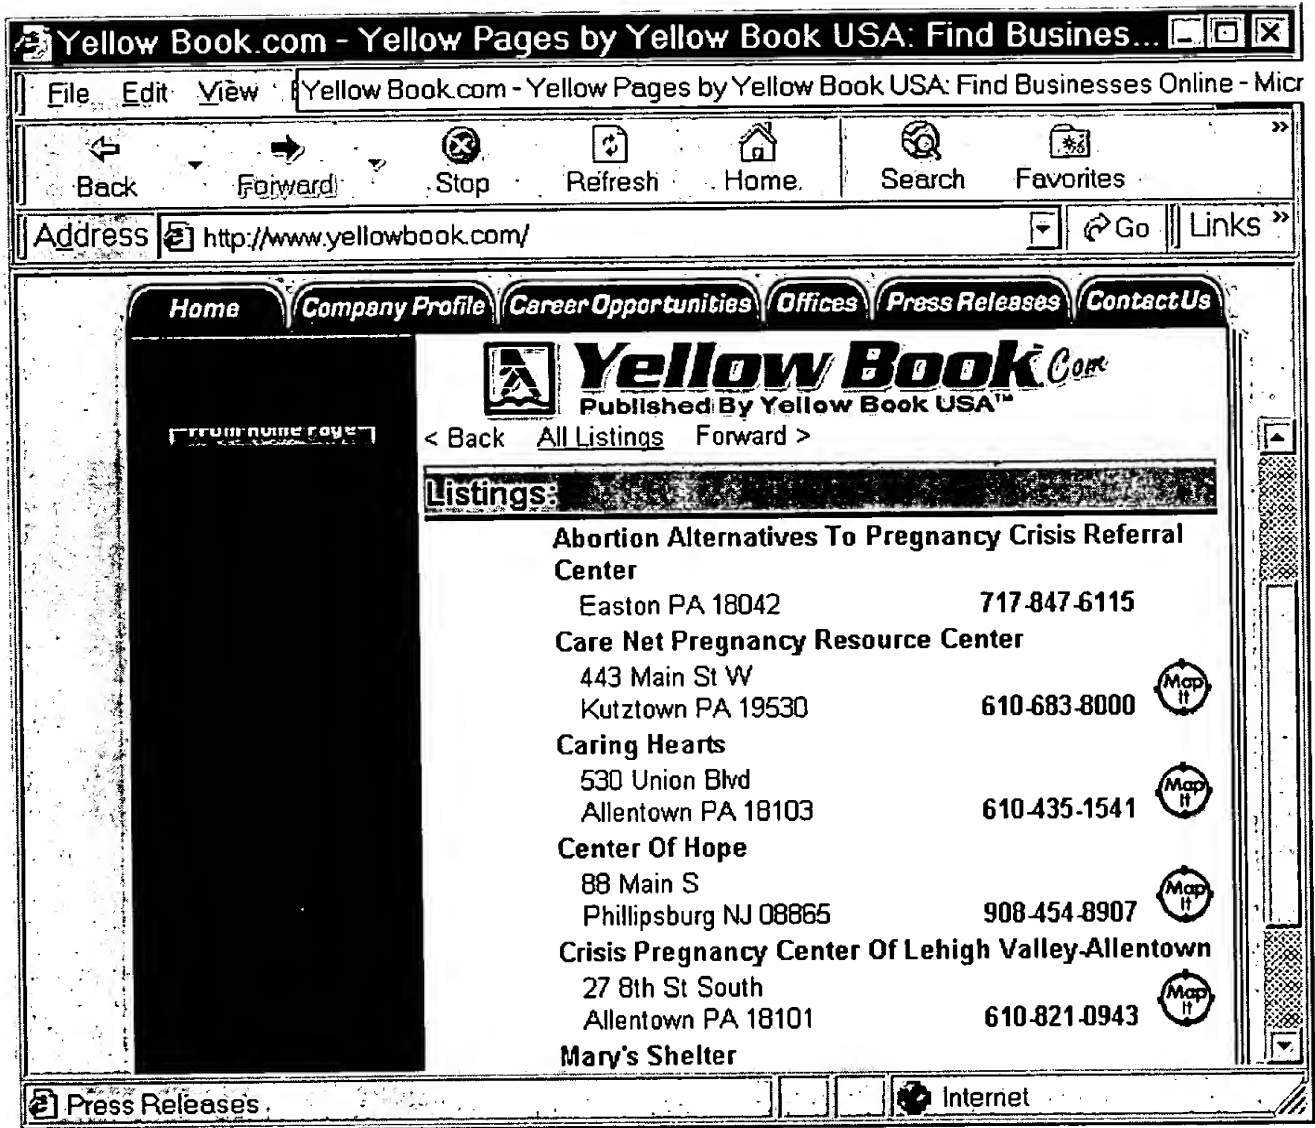 Yellow Book.com - Yellow Pages by Yellow Book USA: Find Busines...
File Edit View Yellow Book.com - Yellow Pages by Yellow Book USA: Find Businesses Online - Micr
Back Forward Stop Refresh Home Search Favorites »
Address http://www.yellowbook.com/ Go Links »
Home Company Profile Career Opportunities Offices Press Releases Contact Us
Yellow Book.Com
Published By Yellow Book USA™
from home Page
< Back All Listings Forward >
Listings:
Abortion Alternatives To Pregnancy Crisis Referral
Center
Easton PA 18042 717-847-6115
Care Net Pregnancy Resource Center
443 Main St W
Kutztown PA 19530 610-683-8000 Map It
Caring Hearts
530 Union Blvd
Allentown PA 18103 610-435-1541 Map It
Center Of Hope
88 Main S
Phillipsburg NJ 08865 908-454-8907 Map It
Crisis Pregnancy Center Of Lehigh Valley-Allentown
27 8th St South
Allentown PA 18101 610-821-0943 Map It
Mary's Shelter
Press Releases Internet